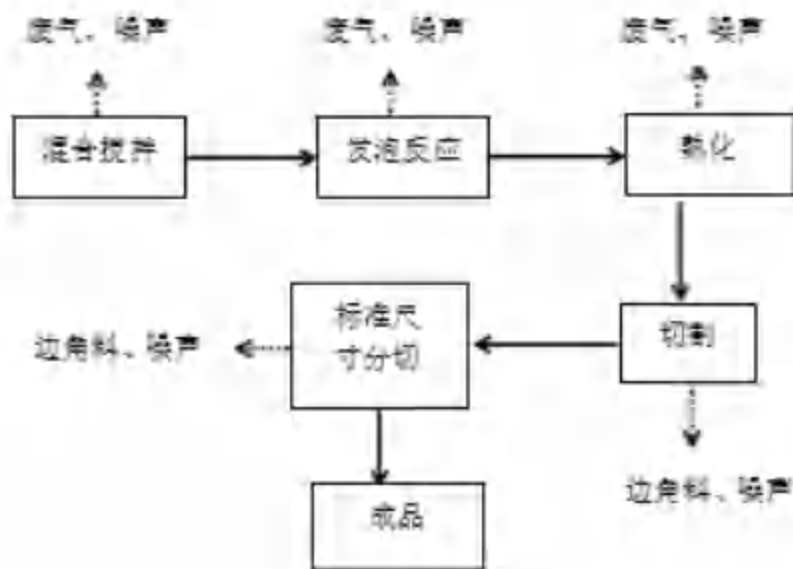 废气、噪声
废气、噪声
废气、噪声
混合搅拌
发泡反应
熟化
标准尺
寸分切
切割
边角料、噪声
边角料、噪声
成品